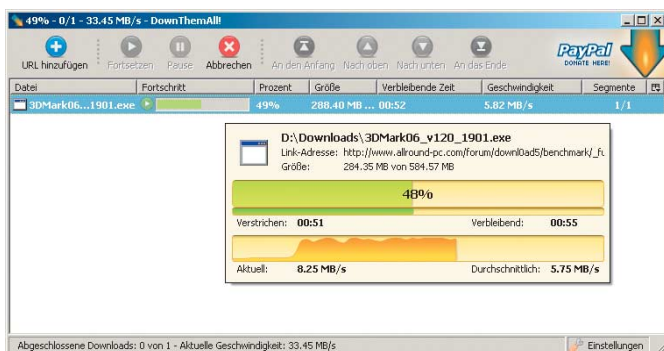 49% - 0/1 - 33.45 MB/s - DownThemAll!
URL hinzufügen Fortsetzen Pause Abbrechen An den Anfang Nach oben Nach unten An das Ende
PayPal
DONATE HERE!
Datei Fortschritt Prozent Größe Verbleibende Zeit Geschwindigkeit Segmente
3DMark06...1901.exe 49% 288.40 MB ... 00:52 5.82 MB/s 1/1
D:\Downloads\3DMark06_v120_1901.exe
Link-Adresse: http://www.allround-pc.com/forum/downl0ad5/benchmark/_fu
Größe: 284.35 MB von 584.57 MB
48%
Verstrichen: 00:51 Verbleibend: 00:55
Aktuell: 8.25 MB/s Durchschnittlich: 5.75 MB/s
Abgeschlossene Downloads: 0 von 1 - Aktuelle Geschwindigkeit: 33.45 MB/s Einstellungen